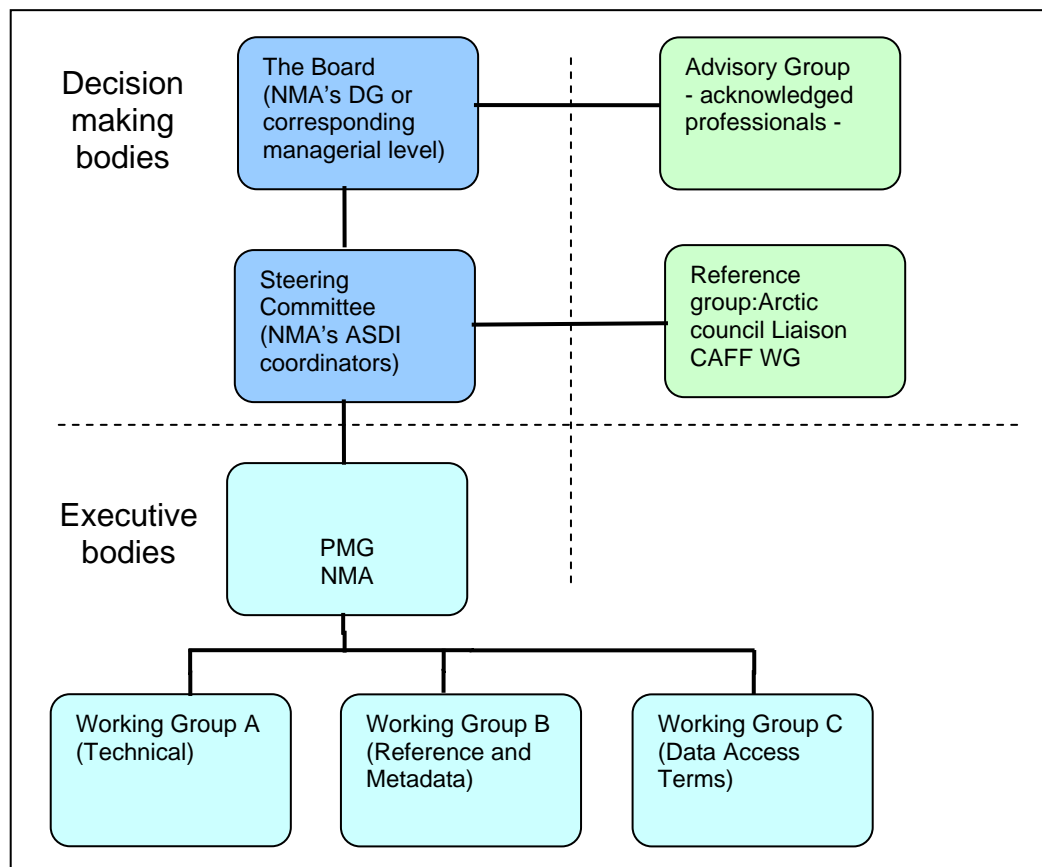 Decision
making
bodies
The Board
(NMA's DG or
corresponding
managerial level)
Advisory Group
- acknowledged
professionals -
Steering
Committee
(NMA's ASDI
coordinators)
Reference
group:Arctic
council Liaison
CAFF WG
Executive
bodies
PMG
NMA
Working Group A
(Technical)
Working Group B
(Reference and
Metadata)
Working Group C
(Data Access
Terms)